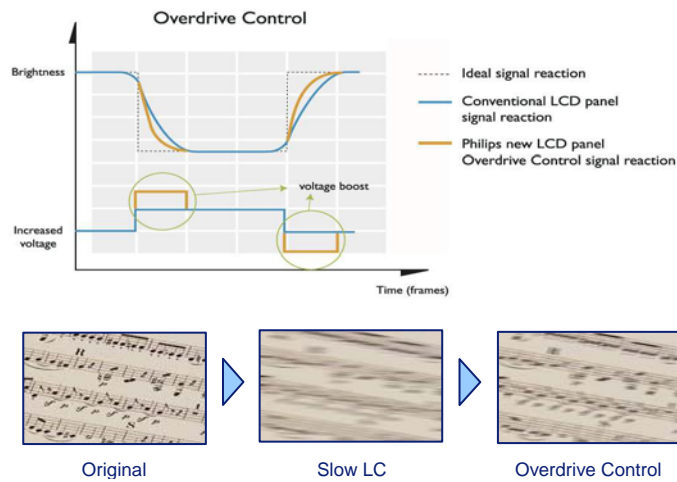 Overdrive Control
Brightness
Ideal signal reaction
Conventional LCD panel
signal reaction
Philips new LCD panel
Overdrive Control signal reaction
voltage boost
Increased
voltage
Time (frames)
Original
Slow LC
Overdrive Control